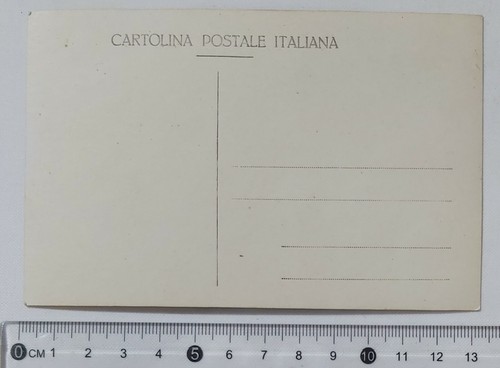 CARTOLINA POSTALE ITALIANA
0 CM 1 2 3 4 5 6 7 8 9 10 11 12 13